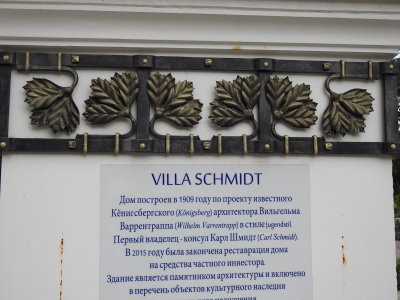 VILLA SCHMIDT
Дом построен в 1909 году по проекту известного
Кёнигсбергского (Königsberg) архитектора Вильгельма
Варрентраппа (Wilhelm Varrentrapp) в стиле Jugendstil.
Первый владелец - консул Карл Шмидт (Carl Schmidt).
В 2015 году была закончена реставрация дома
на средства частного инвестора.
Здание является памятником архитектуры и включено
в перечень объектов культурного наследия